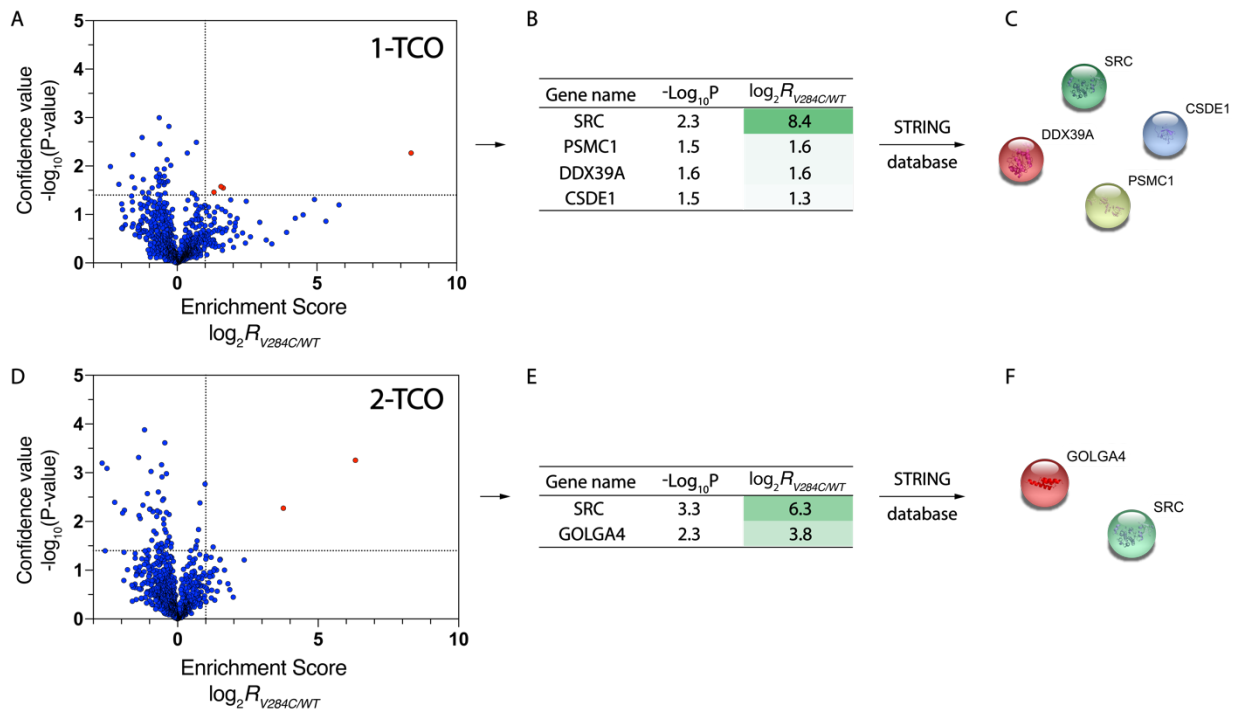 A
1-TCO
5
4
3
2
1
0
0
5
10
Confidence value
-log10(P-value)
Enrichment Score
log2RV284C/WT
B
Gene name -Log10P log2RV284C/WT
SRC 2.3 8.4
PSMC1 1.5 1.6
DDX39A 1.6 1.6
CSDE1 1.5 1.3
STRING
database
C
SRC
CSDE1
DDX39A
PSMC1
D
2-TCO
5
4
3
2
1
0
0
5
10
Confidence value
-log10(P-value)
Enrichment Score
log2RV284C/WT
E
Gene name -Log10P log2RV284C/WT
SRC 3.3 6.3
GOLGA4 2.3 3.8
STRING
database
F
GOLGA4
SRC